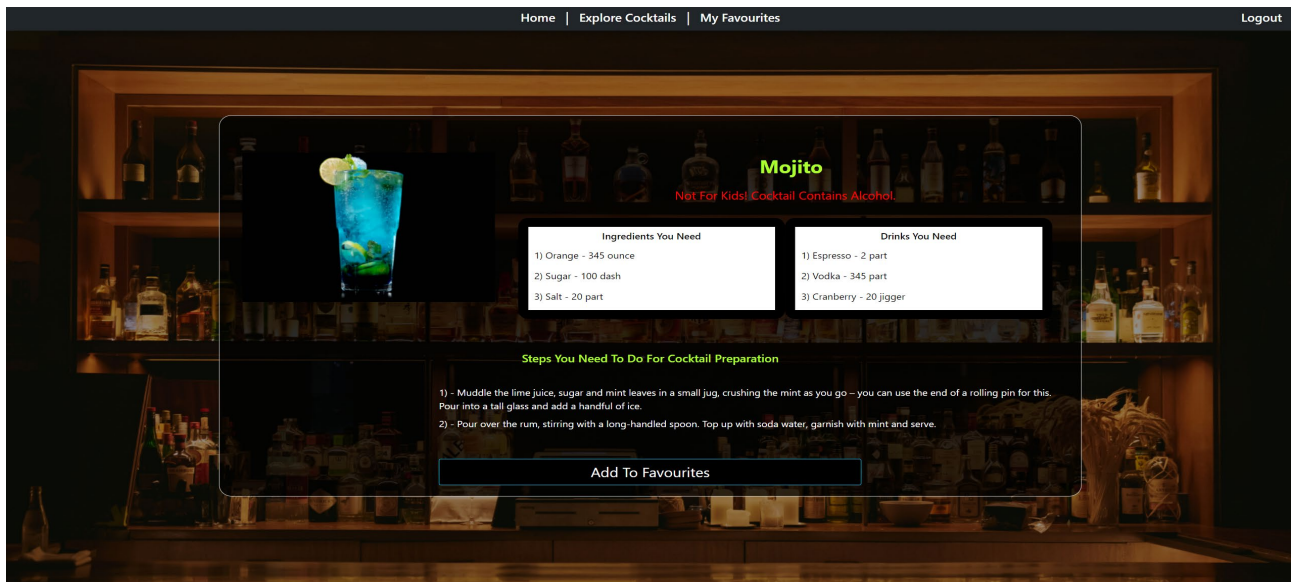 Home | Explore Cocktails | My Favourites
Logout
Mojito
Not For Kids! Cocktail Contains Alcohol.
Ingredients You Need
1) Orange - 345 ounce
2) Sugar - 100 dash
3) Salt - 20 part
Drinks You Need
1) Espresso - 2 part
2) Vodka - 345 part
3) Cranberry - 20 jigger
Steps You Need To Do For Cocktail Preparation
1) - Muddle the lime juice, sugar and mint leaves in a small jug, crushing the mint as you go – you can use the end of a rolling pin for this.
Pour into a tall glass and add a handful of ice.
2) - Pour over the rum, stirring with a long-handled spoon. Top up with soda water, garnish with mint and serve.
Add To Favourites